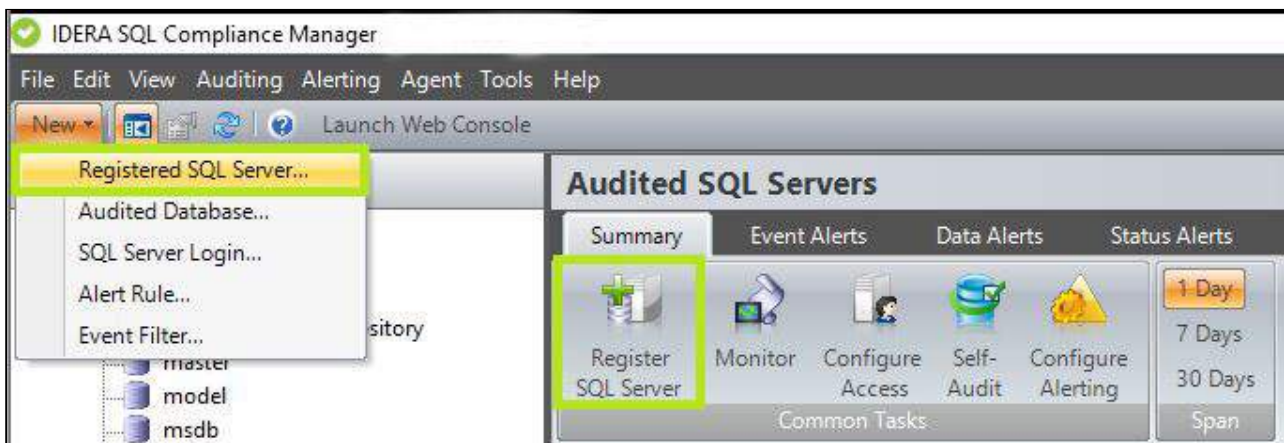 IDERA SQL Compliance Manager
File Edit View Auditing Alerting Agent Tools Help
New Launch Web Console
Registered SQL Server...
Audited Database...
SQL Server Login...
Alert Rule...
Event Filter...
sitory
master
model
msdb
Audited SQL Servers
Summary Event Alerts Data Alerts Status Alerts
Register Monitor Configure Self- Configure
SQL Server Access Audit Alerting
Common Tasks
1 Day
7 Days
30 Days
Span